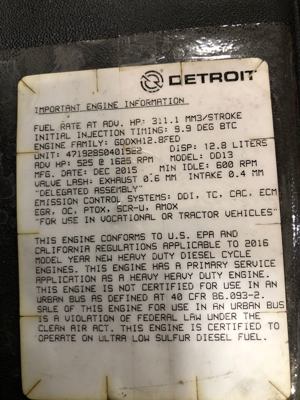 DETROIT
IMPORTANT ENGINE INFORMATION
FUEL RATE AT ADV. HP: 311.1 MM3/STROKE
INITIAL INJECTION TIMING: 9.9 DEG BTC
ENGINE FAMILY: GDDXH12.8FED
UNIT: 471928S0401562 DISP: 12.8 LITERS
ADV HP: 525 @ 1625 RPM MODEL: DD13
MFG. DATE: DEC 2015 MIN IDLE: 600 RPM
VALVE LASH: EXHAUST 0.6 MM INTAKE 0.4 MM
"DELEGATED ASSEMBLY"
EMISSION CONTROL SYSTEMS: DDI, TC, CAC, ECM
EGR, OC, PTOX, SCR-U, AMOX
"FOR USE IN VOCATIONAL OR TRACTOR VEHICLES"
THIS ENGINE CONFORMS TO U.S. EPA AND
CALIFORNIA REGULATIONS APPLICABLE TO 2016
MODEL YEAR NEW HEAVY DUTY DIESEL CYCLE
ENGINES. THIS ENGINE HAS A PRIMARY SERVICE
APPLICATION AS A HEAVY HEAVY DUTY ENGINE.
THIS ENGINE IS NOT CERTIFIED FOR USE IN AN
URBAN BUS AS DEFINED AT 40 CFR 86.093-2.
SALE OF THIS ENGINE FOR USE IN AN URBAN BUS
IS A VIOLATION OF FEDERAL LAW UNDER THE
CLEAN AIR ACT. THIS ENGINE IS CERTIFIED TO
OPERATE ON ULTRA LOW SULFUR DIESEL FUEL.